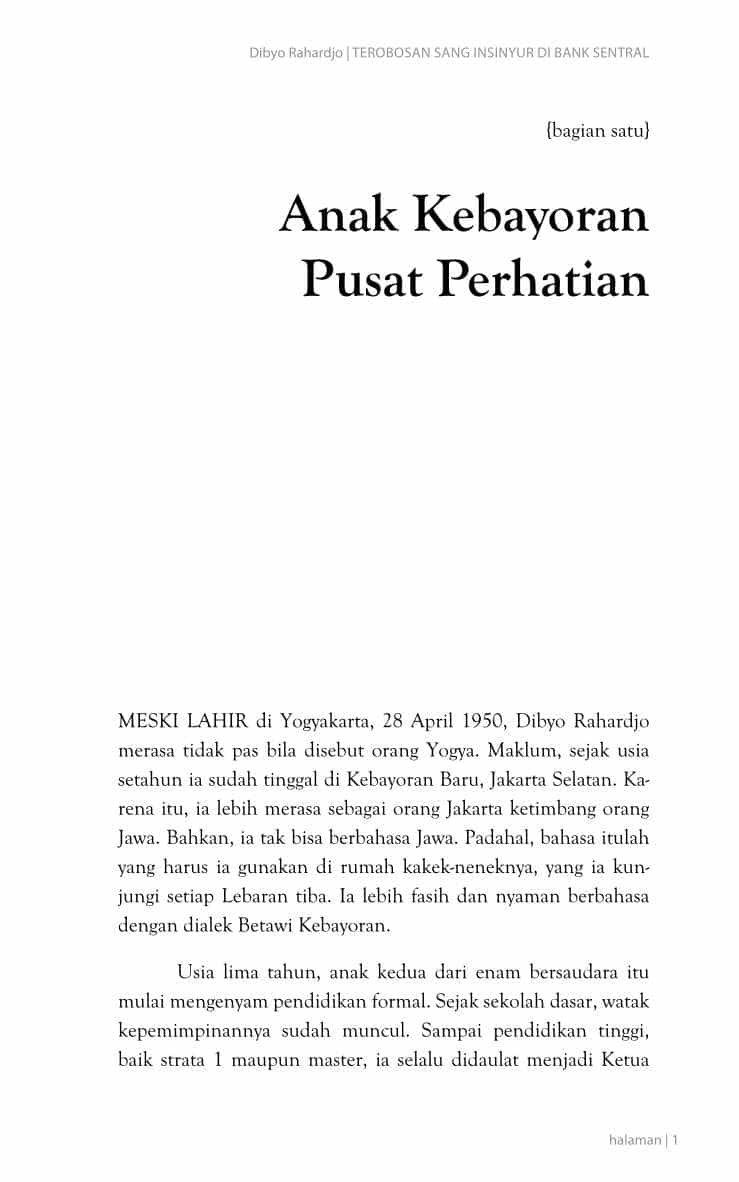 Dibyo Rahardjo | TEROBOSAN SANG INSINYUR DI BANK SENTRAL
{bagian satu}
Anak Kebayoran
Pusat Perhatian
MESKI LAHIR di Yogyakarta, 28 April 1950, Dibyo Rahardjo
merasa tidak pas bila disebut orang Yogya. Maklum, sejak usia
setahun ia sudah tinggal di Kebayoran Baru, Jakarta Selatan. Ka-
rena itu, ia lebih merasa sebagai orang Jakarta ketimbang orang
Jawa. Bahkan, ia tak bisa berbahasa Jawa. Padahal, bahasa itulah
yang harus ia gunakan di rumah kakek-neneknya, yang ia kun-
jungi setiap Lebaran tiba. Ia lebih fasih dan nyaman berbahasa
dengan dialek Betawi Kebayoran.
Usia lima tahun, anak kedua dari enam bersaudara itu
mulai mengenyam pendidikan formal. Sejak sekolah dasar, watak
kepemimpinannya sudah muncul. Sampai pendidikan tinggi,
baik strata 1 maupun master, ia selalu didaulat menjadi Ketua
halaman | 1